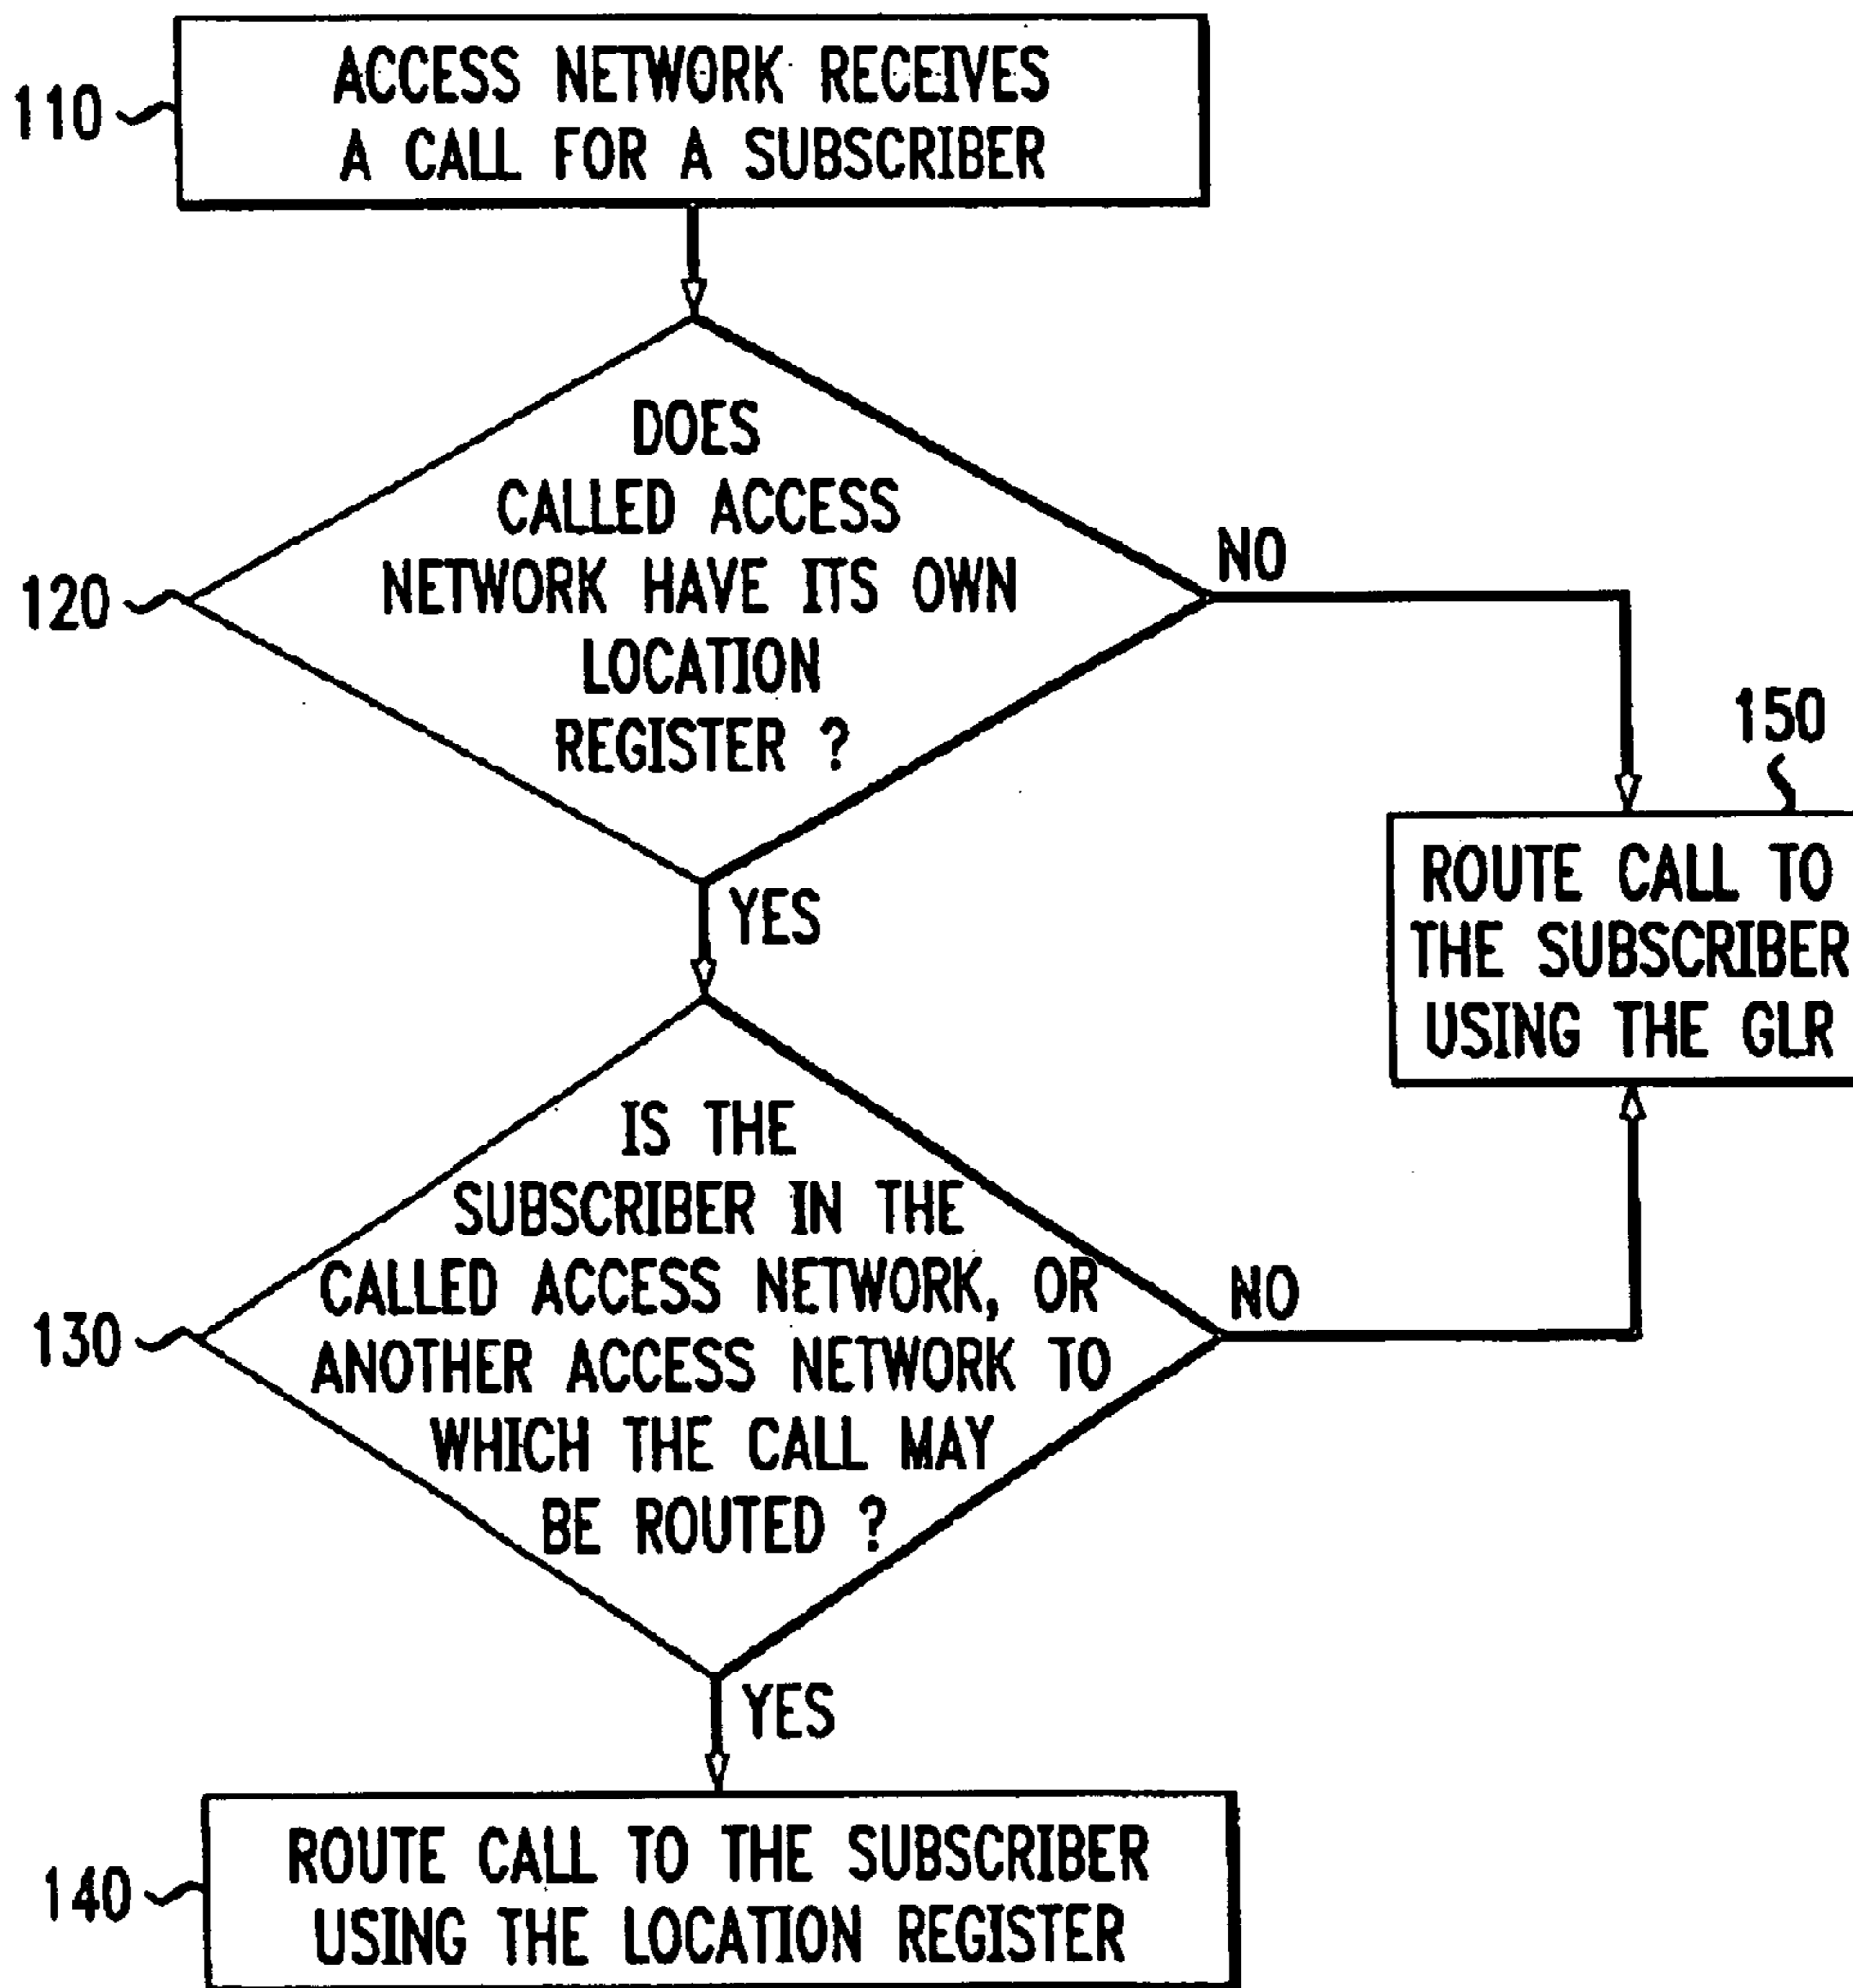 110
ACCESS NETWORK RECEIVES
A CALL FOR A SUBSCRIBER
120
DOES
CALLED ACCESS
NETWORK HAVE ITS OWN
LOCATION
REGISTER ?
NO
YES
150
ROUTE CALL TO
THE SUBSCRIBER
USING THE GLR
130
IS THE
SUBSCRIBER IN THE
CALLED ACCESS NETWORK, OR
ANOTHER ACCESS NETWORK TO
WHICH THE CALL MAY
BE ROUTED ?
NO
YES
140
ROUTE CALL TO THE SUBSCRIBER
USING THE LOCATION REGISTER